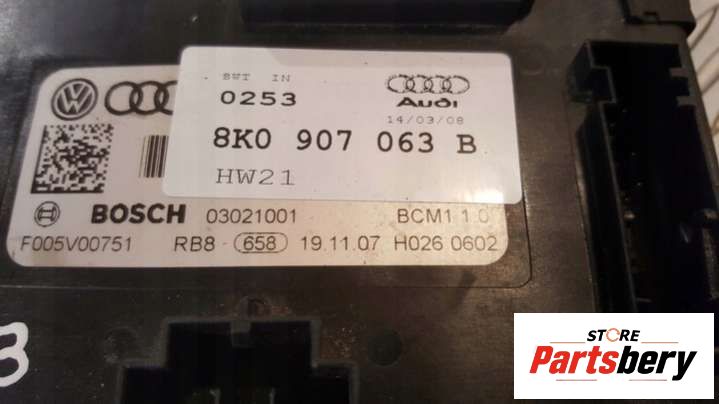 SWT IN
0253
Audi
14/03/08
8K0 907 063 B
HW21
BOSCH 03021001 BCM1 1.0
F005V00751 RB8 - 658 19.11.07 H026 0602
STORE
Partsbery